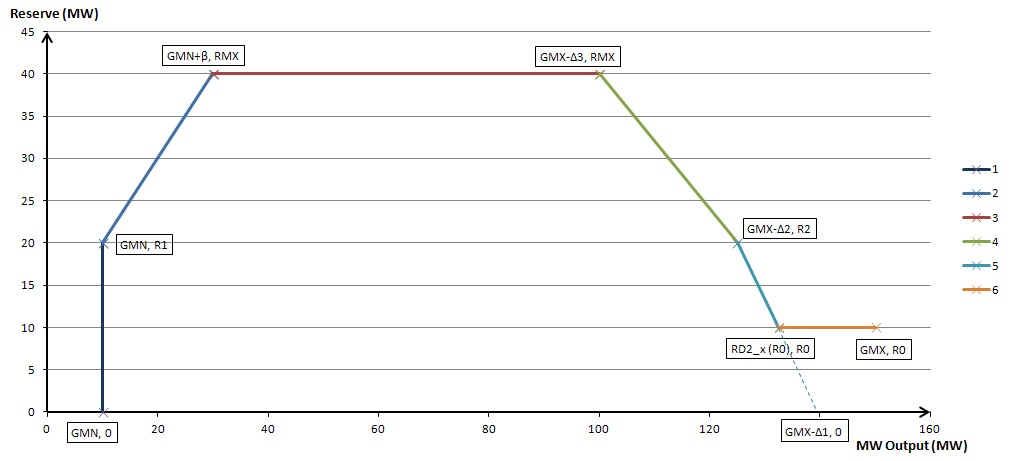 Reserve (MW)
45
GMN+β, RMX
GMX-Δ3, RMX
40
35
30
25
20
GMN, R1
GMX-Δ2, R2
15
10
RD2_x (R0), R0
GMX, R0
5
0
GMN, 0
GMX-Δ1, 0
0
20
40
60
80
100
120
140
160
MW Output (MW)
1
2
3
4
5
6